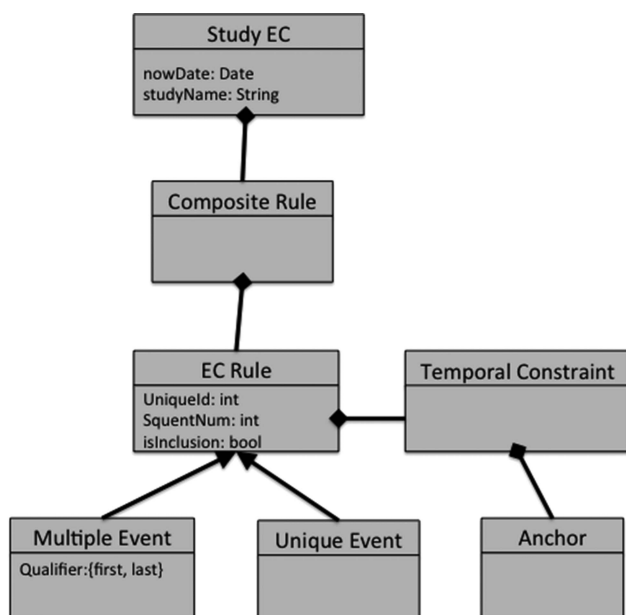 Study EC
nowDate: Date
studyName: String
Composite Rule
EC Rule
UniqueId: int
SquentNum: int
isInclusion: bool
Temporal Constraint
Multiple Event
Qualifier:{first, last}
Unique Event
Anchor